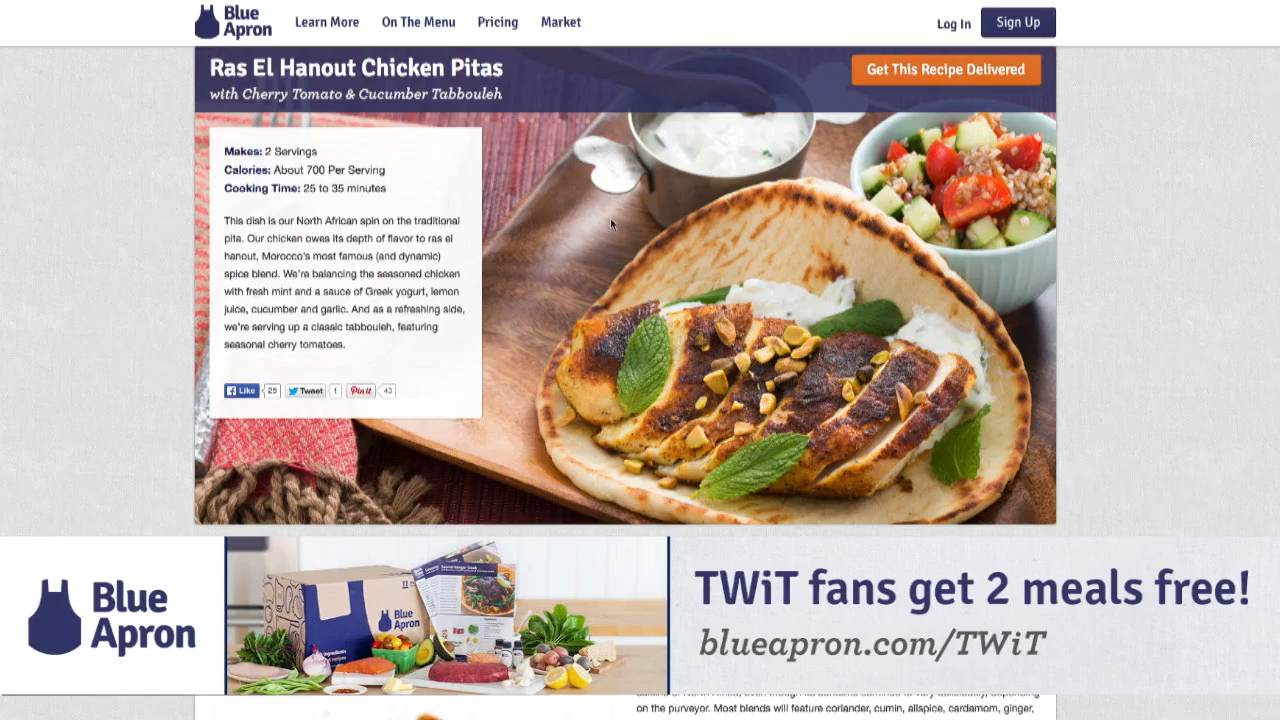 Blue
Apron
Learn More
On The Menu
Pricing
Market
Log In
Sign Up
Ras El Hanout Chicken Pitas
with Cherry Tomato & Cucumber Tabbouleh
Get This Recipe Delivered
Makes: 2 Servings
Calories: About 700 Per Serving
Cooking Time: 25 to 35 minutes
This dish is our North African spin on the traditional
pita. Our chicken owes its depth of flavor to ras el
hanout, Morocco's most famous (and dynamic)
spice blend. We're balancing the seasoned chicken
with fresh mint and a sauce of Greek yogurt, lemon
juice, cucumber and garlic. And as a refreshing side,
we're serving up a classic tabbouleh, featuring
seasonal cherry tomatoes.
Like 25 Tweet 1 Pin it 43
Blue
Apron
Blue
Apron
TWiT fans get 2 meals free!
blueapron.com/TWiT
on the purveyor. Most blends will feature coriander, cumin, allspice, cardamom, ginger,